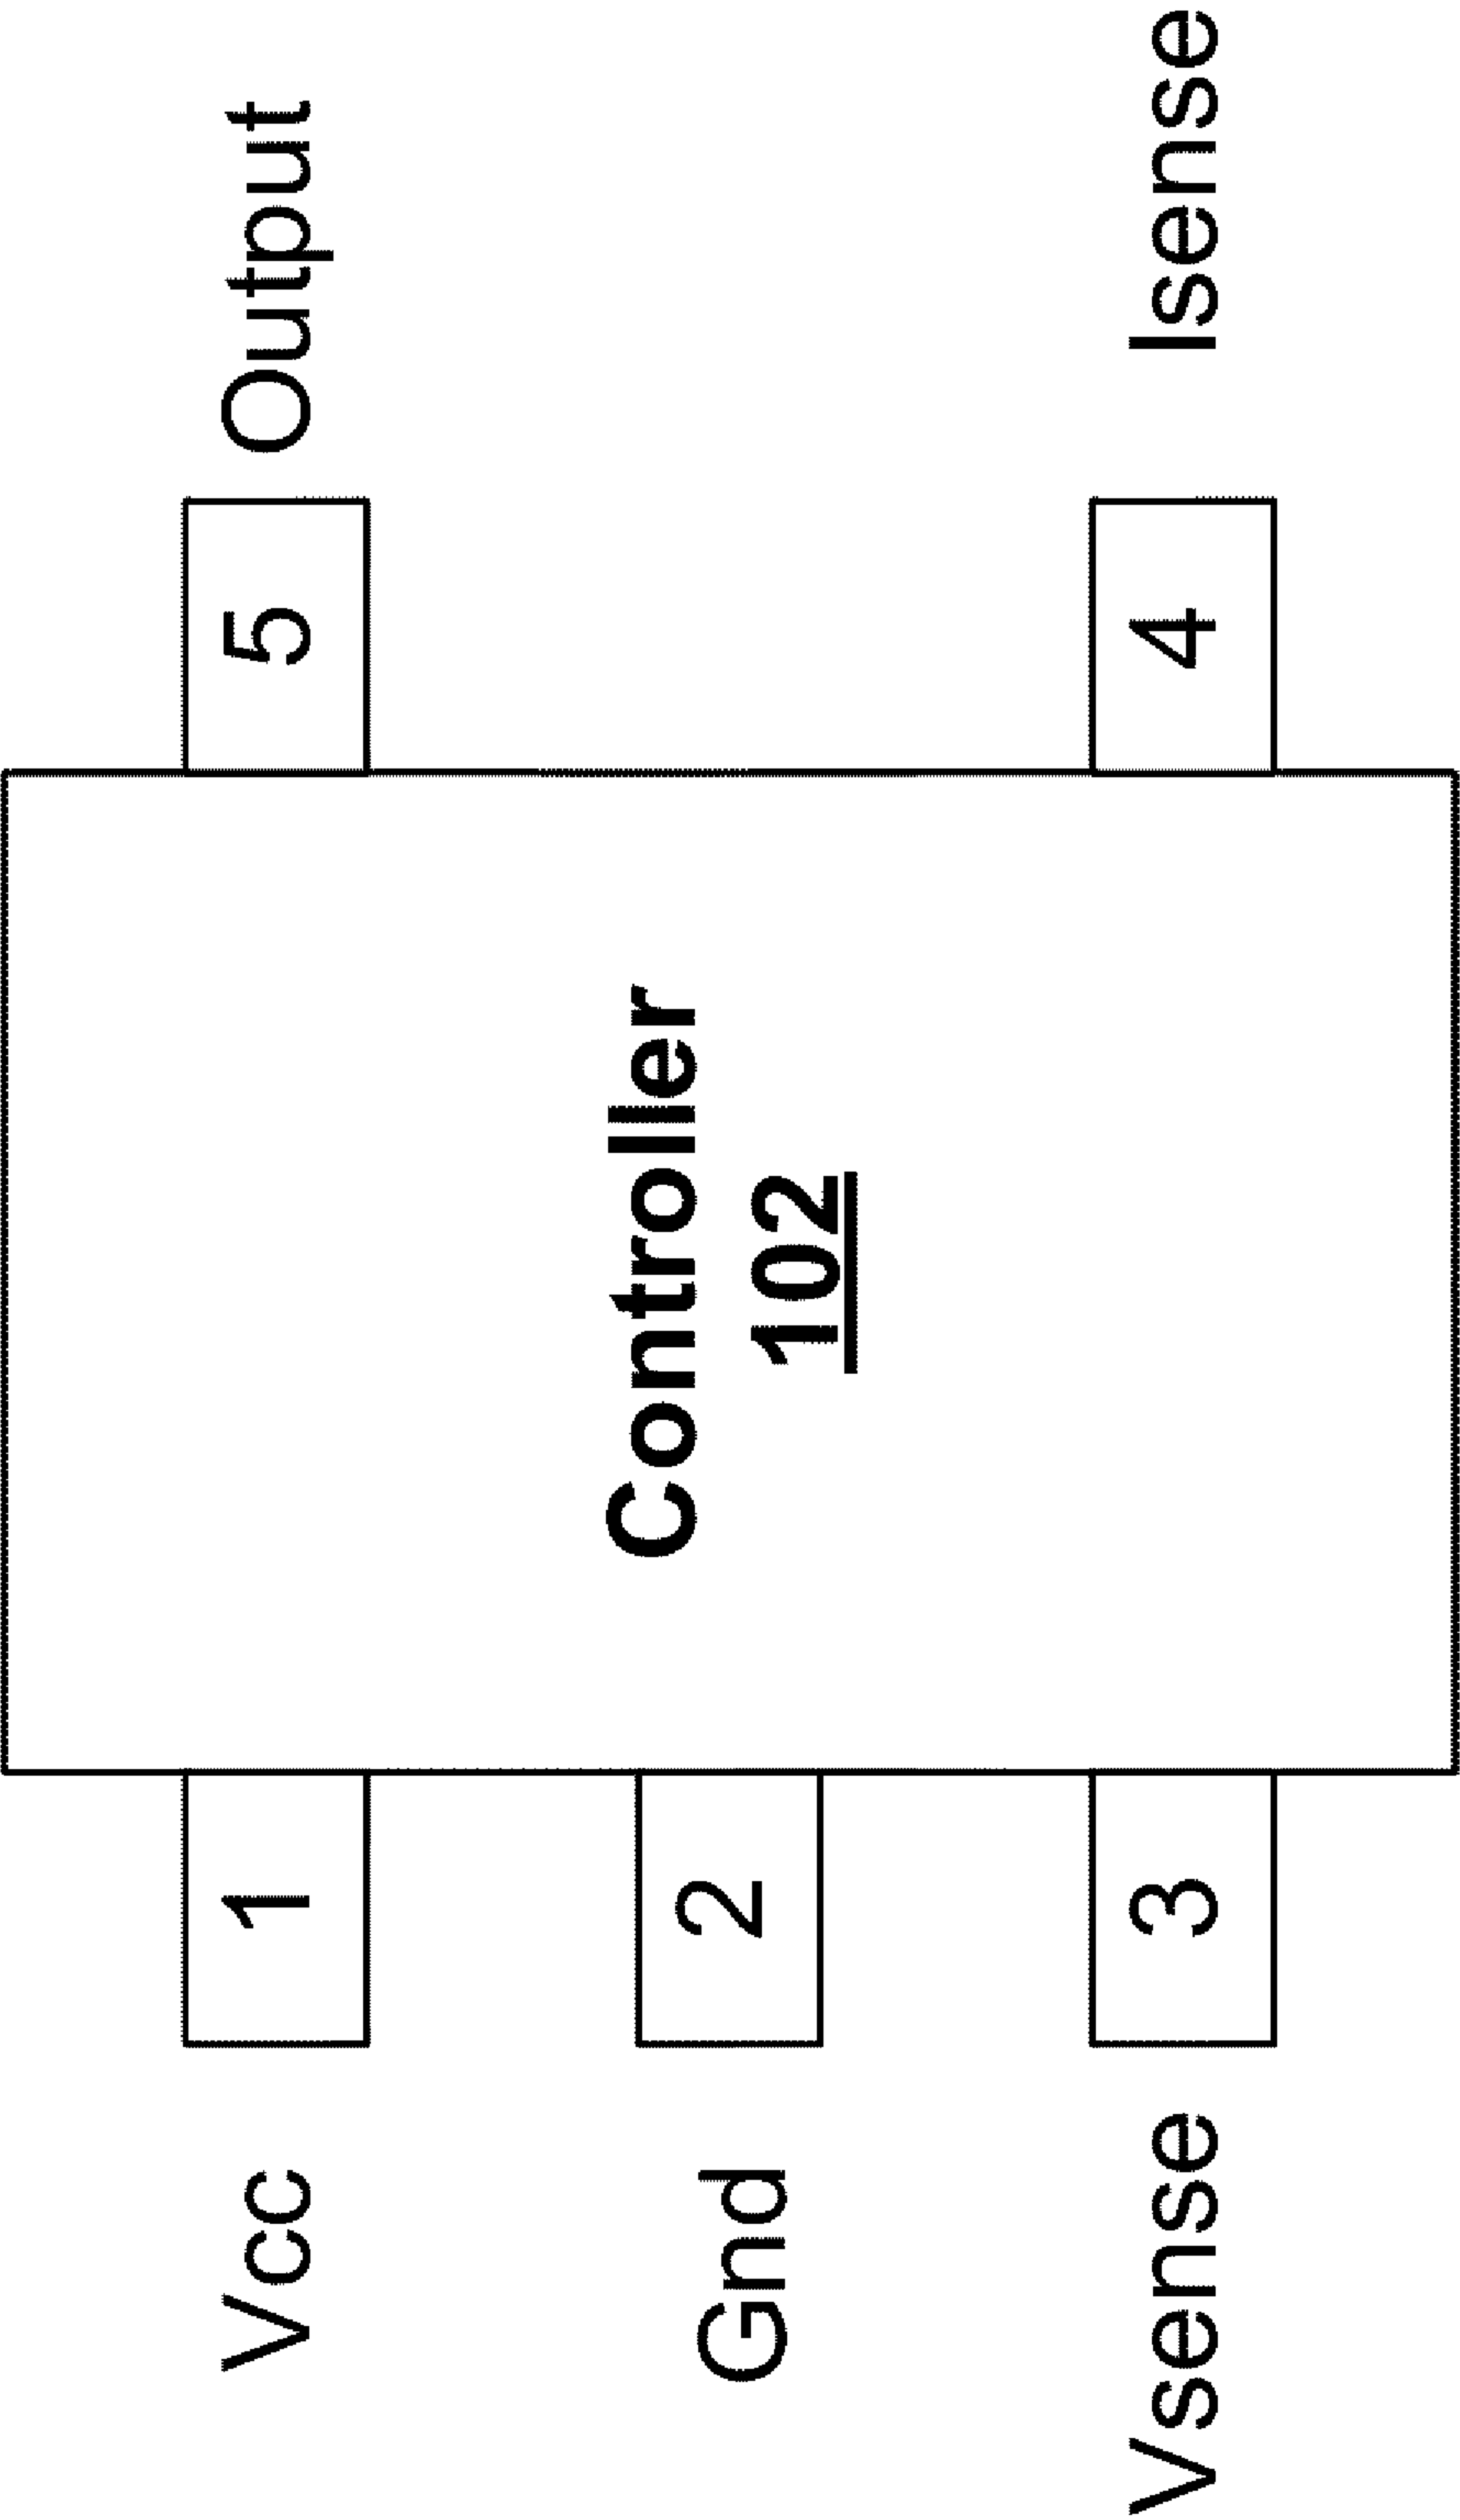 Vcc
1
5
Output
Controller
102
Gnd
2
Vsense
3
4
Isense